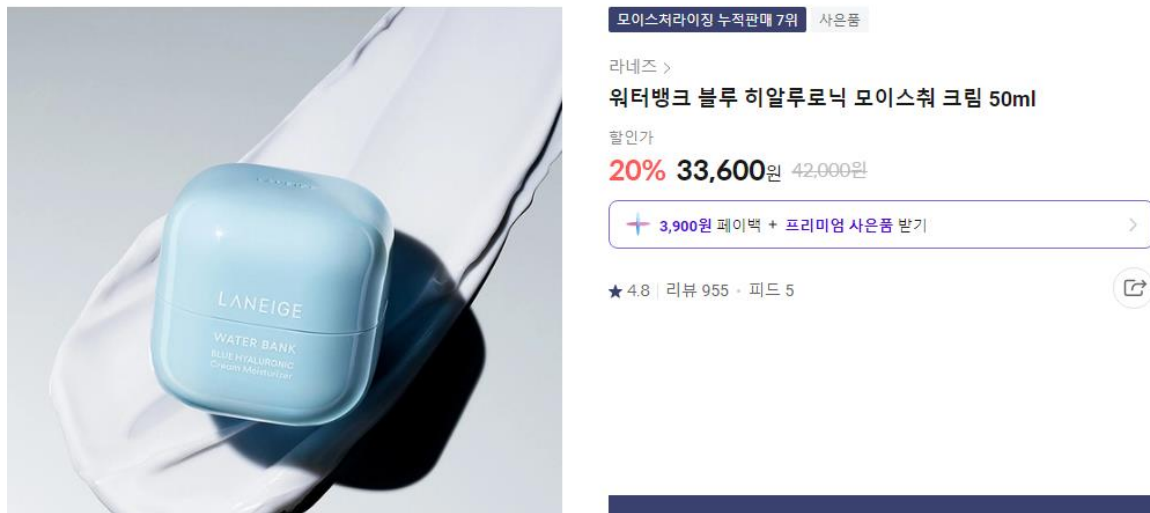 LANEIGE
WATER BANK
BLUE HYALURONIC
Cream Moisturizer
모이스처라이징 누적판매 7위 사은품
라네즈 >
워터뱅크 블루 히알루로닉 모이스춰 크림 50ml
할인가
20% 33,600원 42,000원
3,900원 페이백 + 프리미엄 사은품 받기
4.8 리뷰 955 · 피드 5